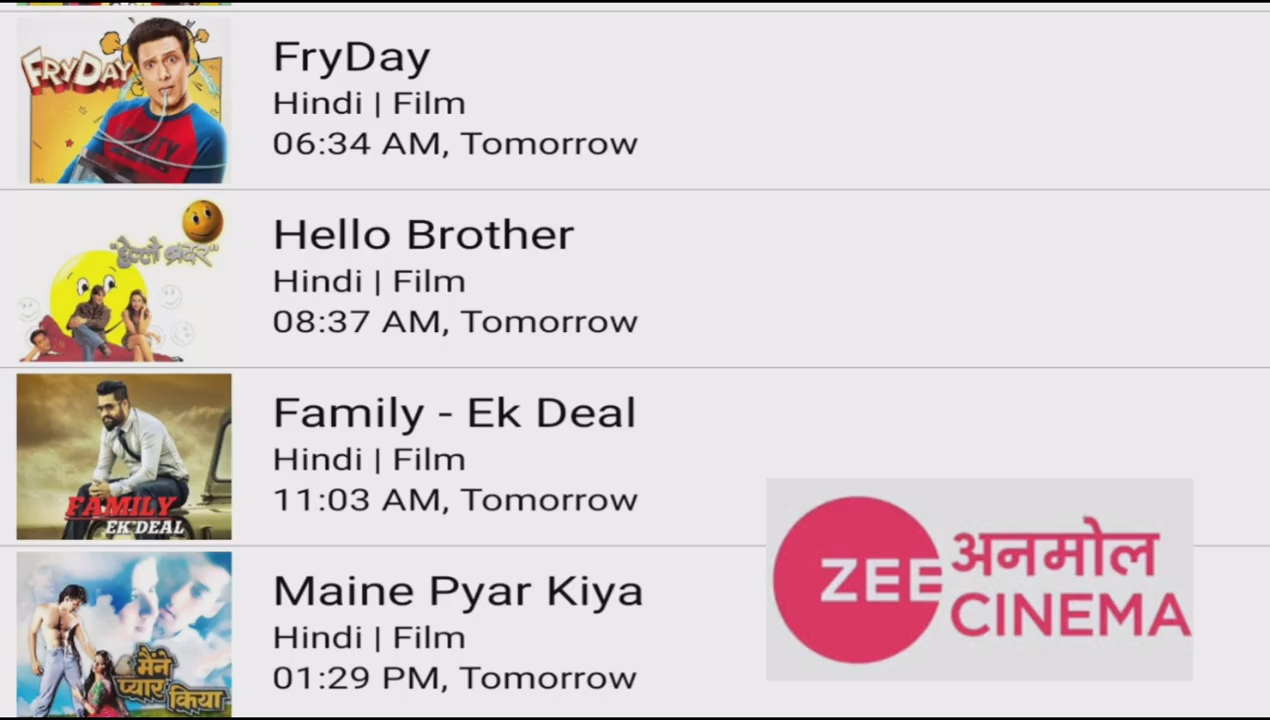 FRYDAY
FryDay
Hindi | Film
06:34 AM, Tomorrow
"हेल्लो ब्रदर"
Hello Brother
Hindi | Film
08:37 AM, Tomorrow
FAMILY
EK DEAL
Family - Ek Deal
Hindi | Film
11:03 AM, Tomorrow
मैंने
प्यार किया
Maine Pyar Kiya
Hindi | Film
01:29 PM, Tomorrow
ZEE अनमोल
CINEMA